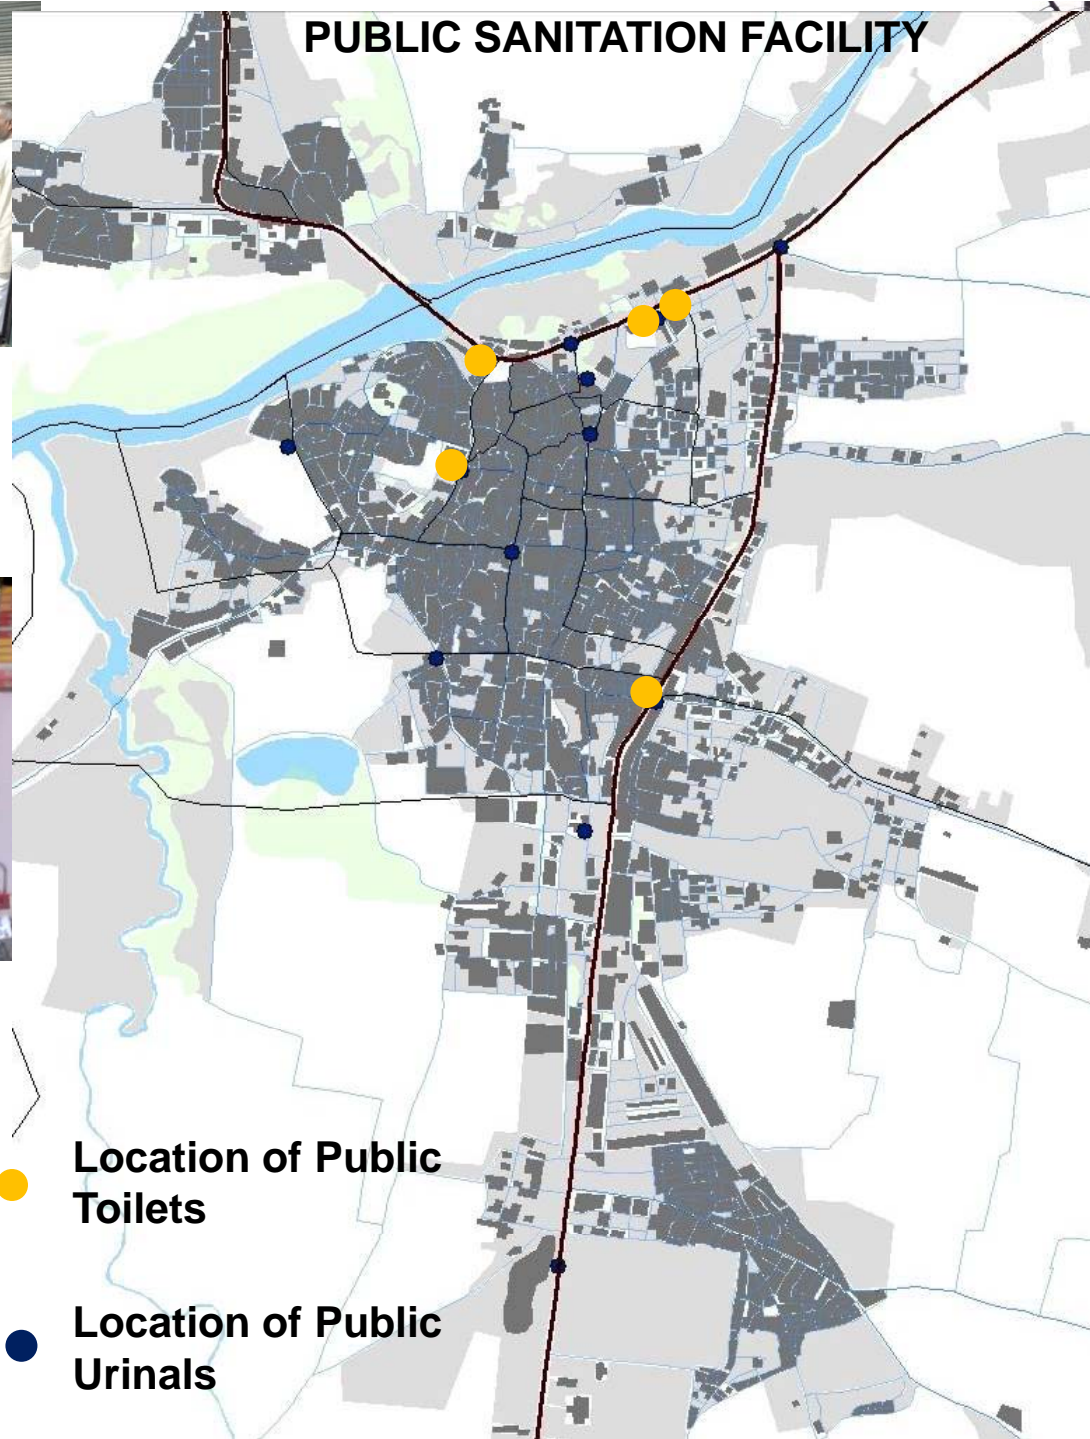 PUBLIC SANITATION FACILITY
Location of Public
Toilets
Location of Public
Urinals